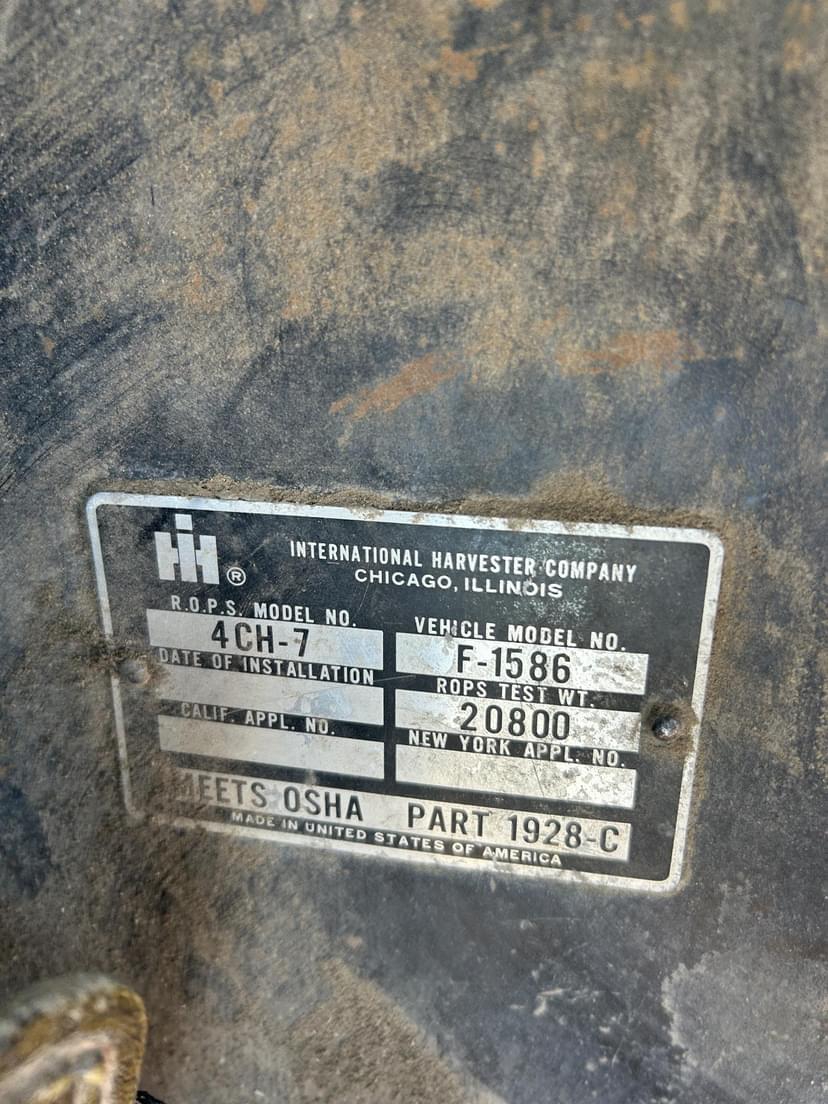 IH ®
INTERNATIONAL HARVESTER COMPANY
CHICAGO, ILLINOIS
R.O.P.S. MODEL NO.
4CH-7
VEHICLE MODEL NO.
F-1586
DATE OF INSTALLATION
ROPS TEST WT.
20800
CALIF. APPL. NO.
NEW YORK APPL. NO.
MEETS OSHA PART 1928-C
MADE IN UNITED STATES OF AMERICA